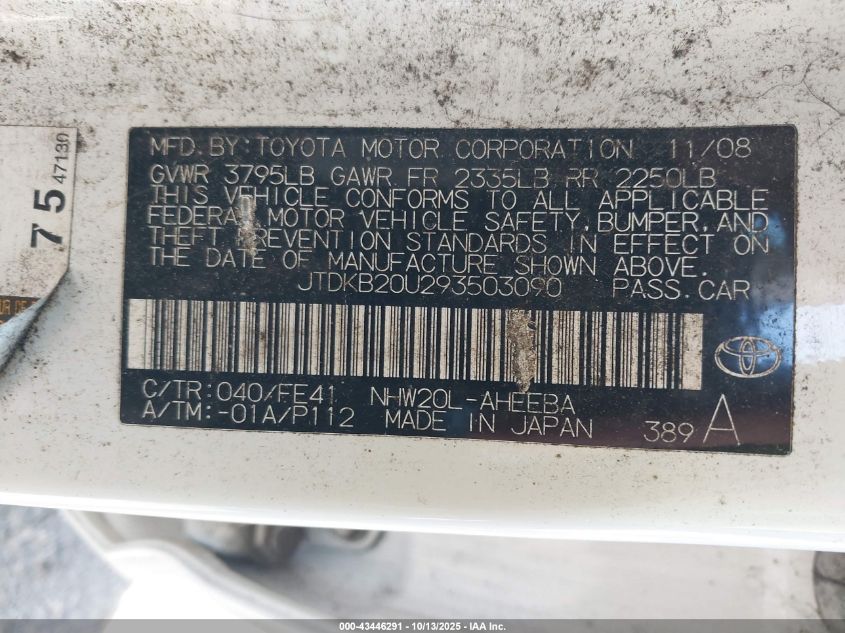 MFD. BY: TOYOTA MOTOR CORPORATION 11/08
GVWR 3795LB GAWR FR 2335LB RR 2250LB
THIS VEHICLE CONFORMS TO ALL APPLICABLE
FEDERAL MOTOR VEHICLE SAFETY, BUMPER, AND
THEFT PREVENTION STANDARDS IN EFFECT ON
THE DATE OF MANUFACTURE SHOWN ABOVE.
JTDKB20U293503090 PASS. CAR
C/TR: 040/FE41 NHW20L-AHEEBA
A/TM: -01A/P112 MADE IN JAPAN 389 A
75
47130
000-43446291 - 10/13/2025 - IAA Inc.